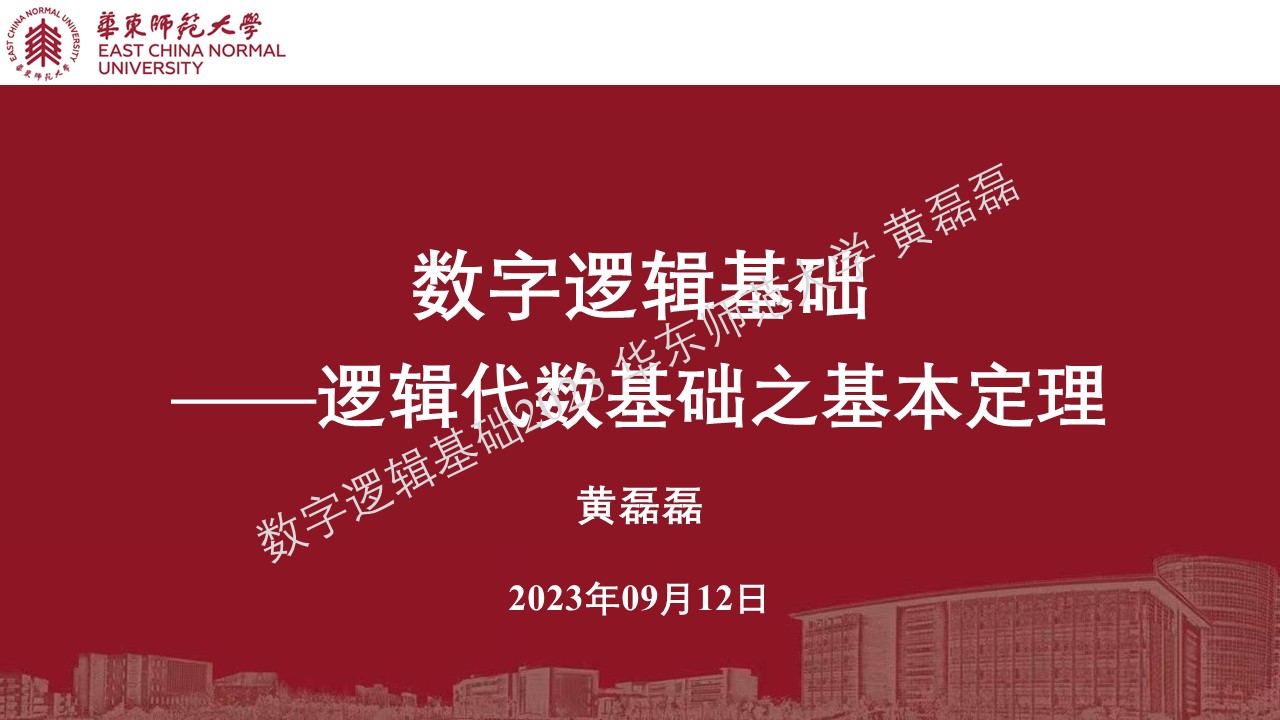 EAST CHINA NORMAL UNIVERSITY
華東師范大學
華東師范大學
EAST CHINA NORMAL
UNIVERSITY
数字逻辑基础
——逻辑代数基础之基本定理
数字逻辑基础2023 华东师范大学 黄磊磊
黄磊磊
2023年09月12日